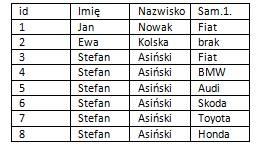 id Imię Nazwisko Sam.1.
1 Jan Nowak Fiat
2 Ewa Kolska brak
3 Stefan Asiński Fiat
4 Stefan Asiński BMW
5 Stefan Asiński Audi
6 Stefan Asiński Skoda
7 Stefan Asiński Toyota
8 Stefan Asiński Honda